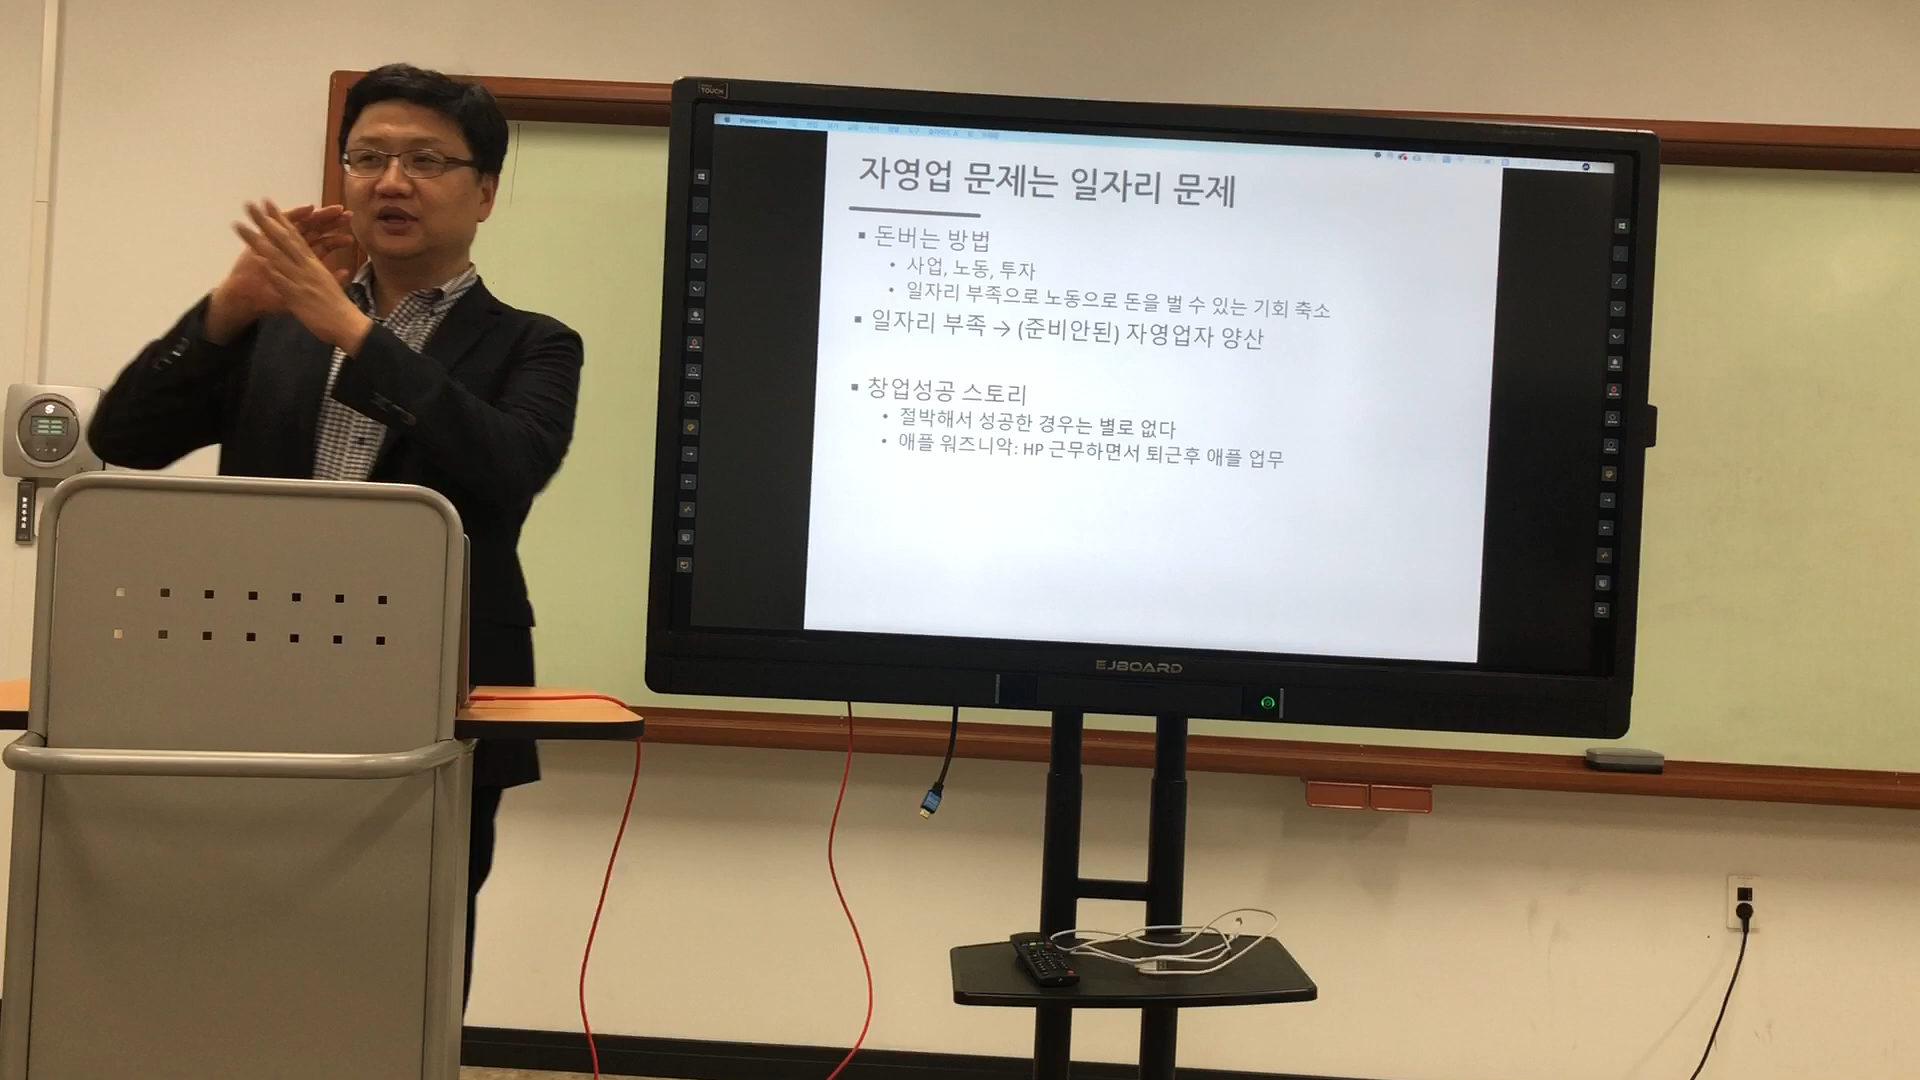 TOUCH
PowerPoint
자영업 문제는 일자리 문제
▪ 돈버는 방법
• 사업, 노동, 투자
• 일자리 부족으로 노동으로 돈을 벌 수 있는 기회 축소
▪ 일자리 부족 → (준비안된) 자영업자 양산
▪ 창업성공 스토리
• 절박해서 성공한 경우는 별로 없다
• 애플 워즈니악: HP 근무하면서 퇴근후 애플 업무
EJBOARD